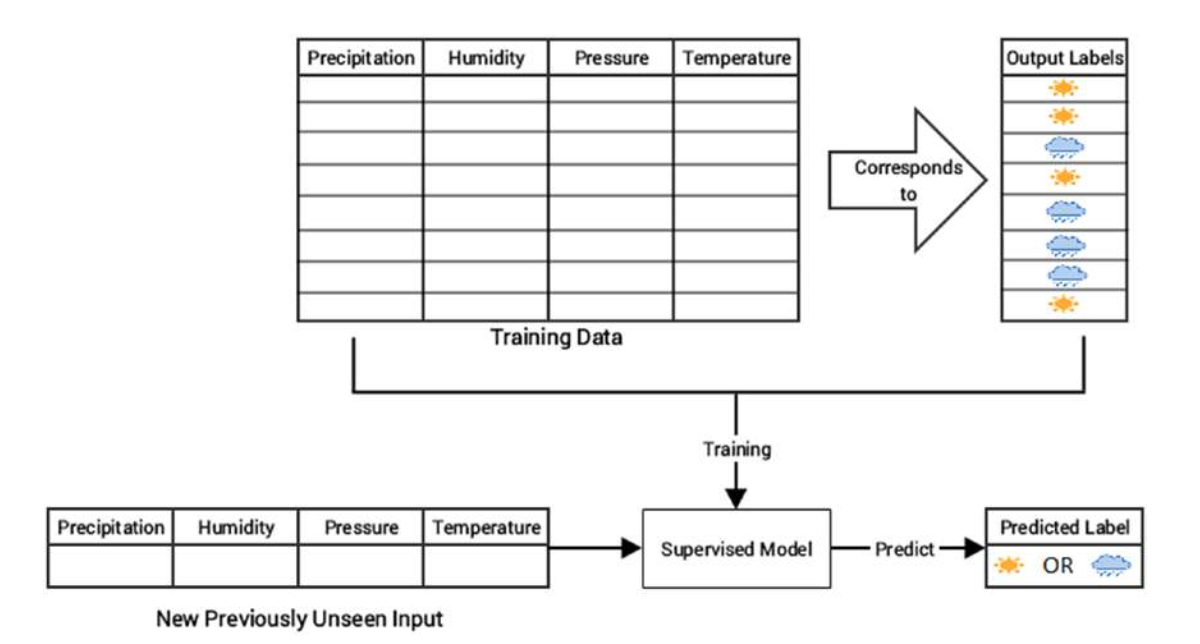 Precipitation Humidity Pressure Temperature
Output Labels
Corresponds
to
Training Data
Training
Precipitation Humidity Pressure Temperature
Supervised Model
Predict
Predicted Label
OR
New Previously Unseen Input